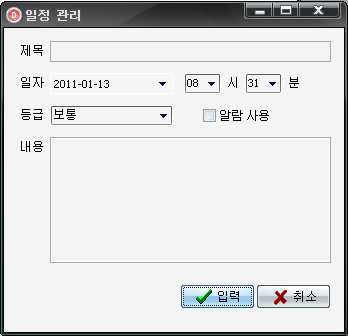 일정 관리
제목
일자 2011-01-13 08 시 31 분
등급 보통 알람 사용
내용
입력 취소